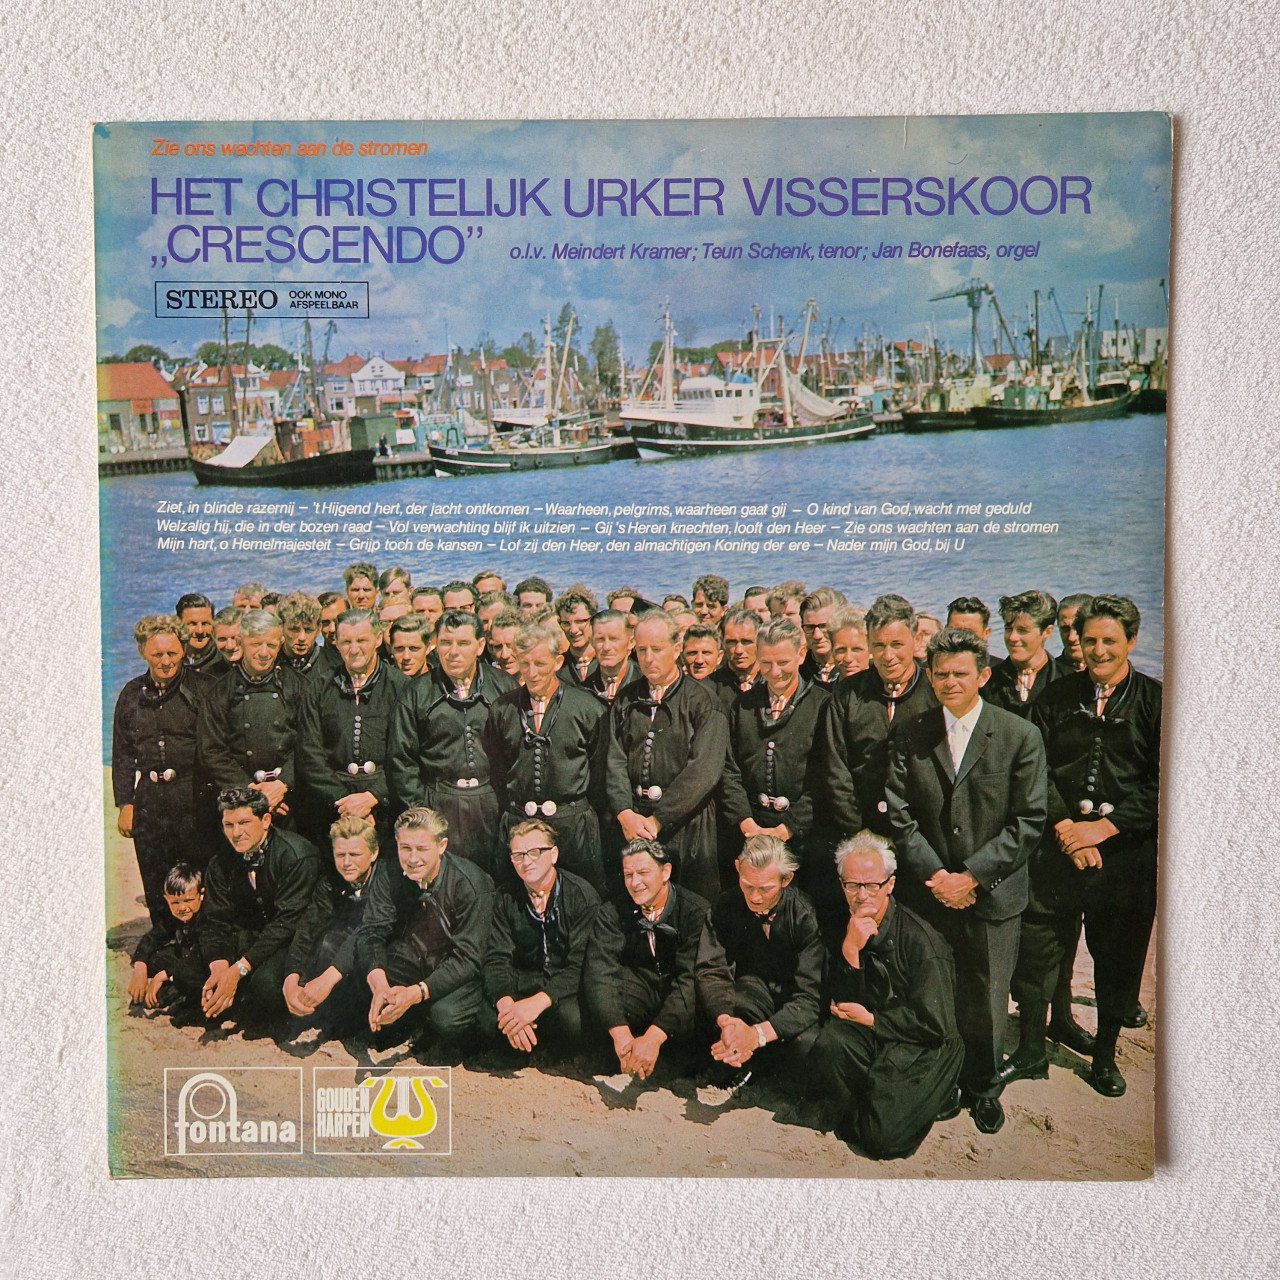 Zie ons wachten aan de stromen
HET CHRISTELIJK URKER VISSERSKOOR
„CRESCENDO” o.l.v. Meindert Kramer; Teun Schenk, tenor; Jan Bonefaas, orgel
STEREO OOK MONO
AFSPEELBAAR
UK 60
Ziet, in blinde razernij – 't Hijgend hert, der jacht ontkomen – Waarheen, pelgrims, waarheen gaat gij – O kind van God, wacht met geduld
Welzalig hij, die in der bozen raad – Vol verwachting blijf ik uitzien – Gij 's Heren knechten, looft den Heer – Zie ons wachten aan de stromen
Mijn hart, o Hemelmajesteit – Grijp toch de kansen – Lof zij den Heer, den almachtigen Koning der ere – Nader mijn God, bij U
fontana
GOUDEN
HARPEN